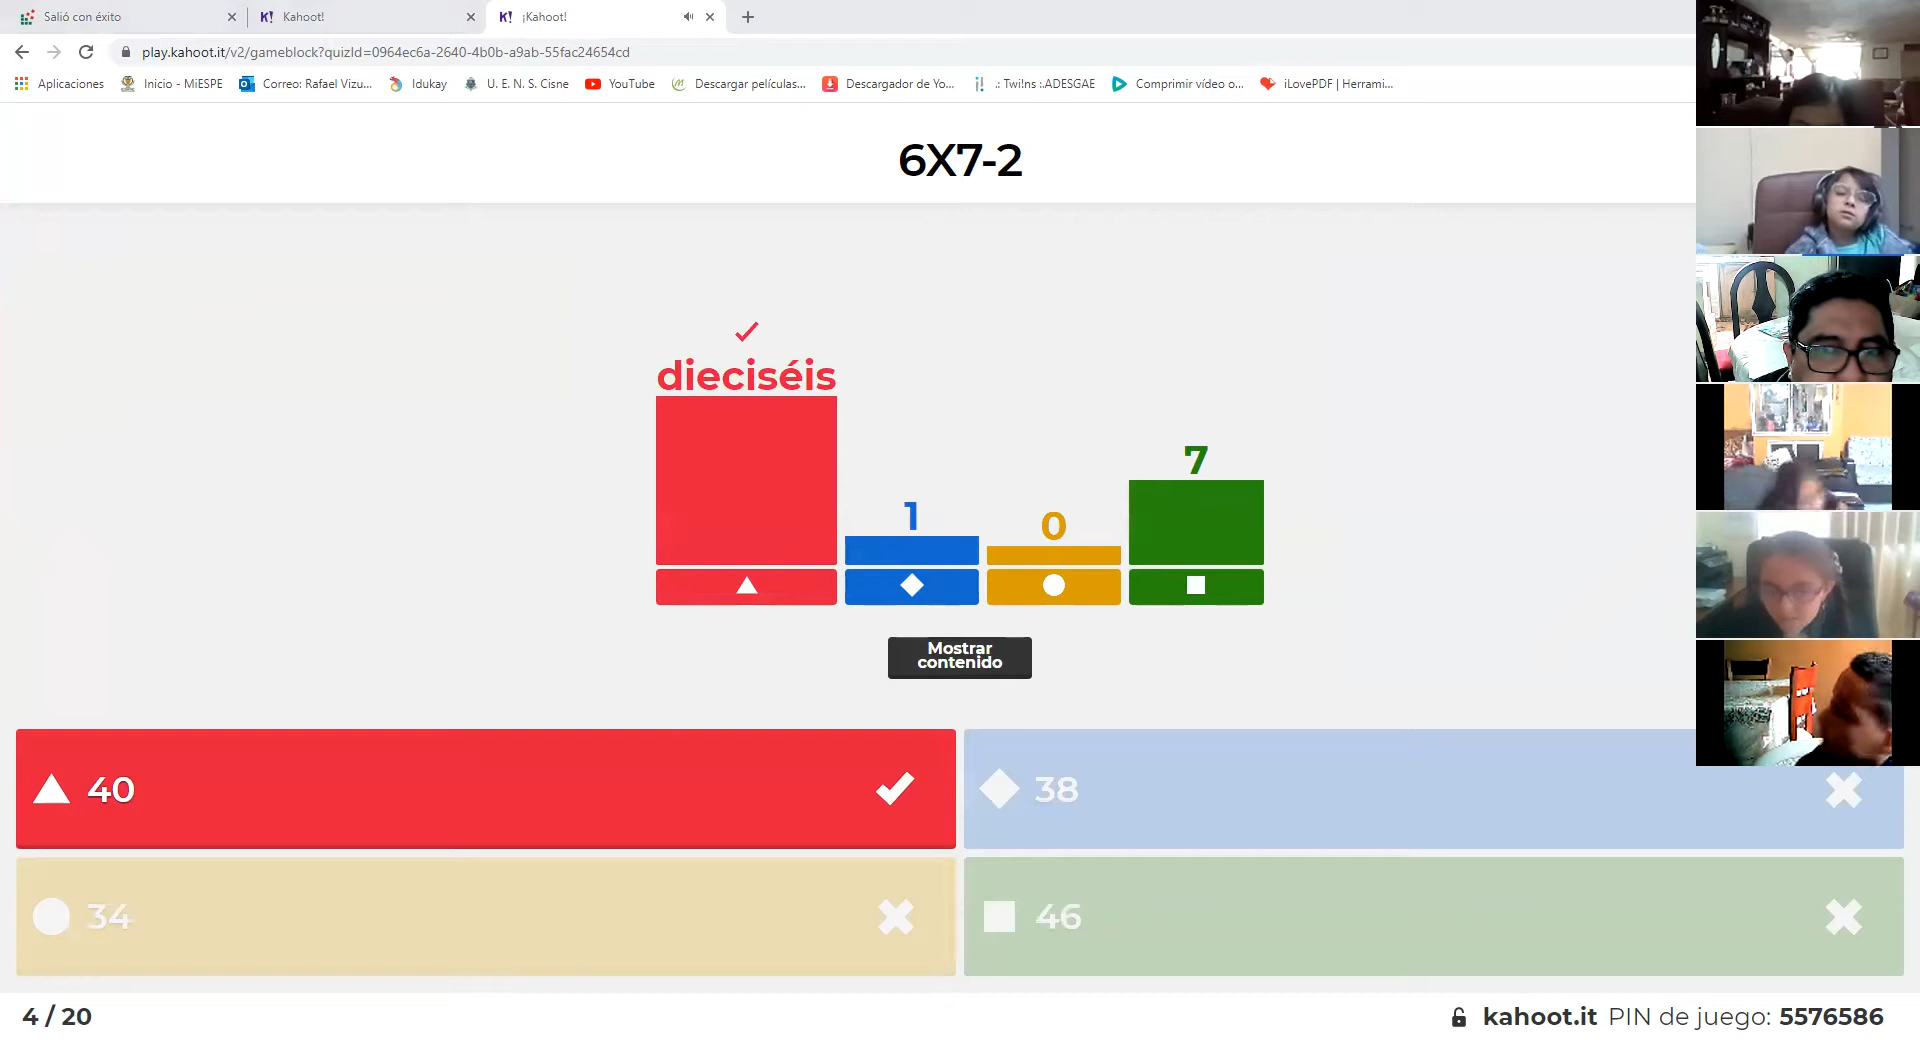 Salió con éxito
K! Kahoot!
K! ¡Kahoot!
play.kahoot.it/v2/gameblock?quizId=0964ec6a-2640-4b0b-a9ab-55fac24654cd
Aplicaciones
Inicio - MiESPE
Correo: Rafael Vizu...
Idukay
U. E. N. S. Cisne
YouTube
Descargar películas...
Descargador de Yo...
.: Twi!ns :.ADESGAE
Comprimir vídeo o...
iLovePDF | Herrami...
6X7-2
dieciséis
1
0
7
Mostrar
contenido
40
38
34
46
4 / 20
kahoot.it PIN de juego: 5576586